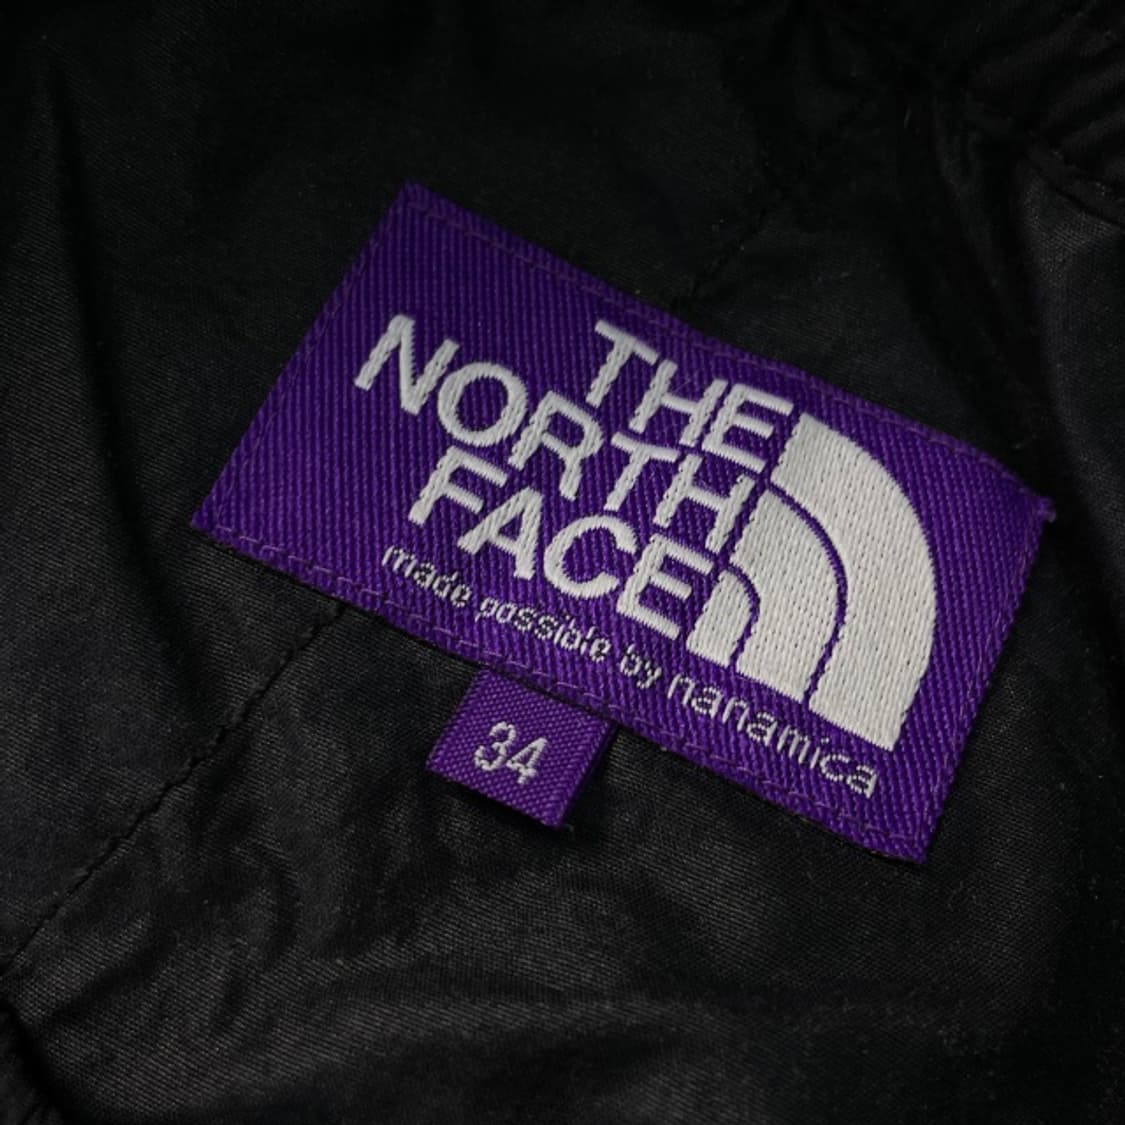 THE
NORTH
FACE
made possible by nanamica
34